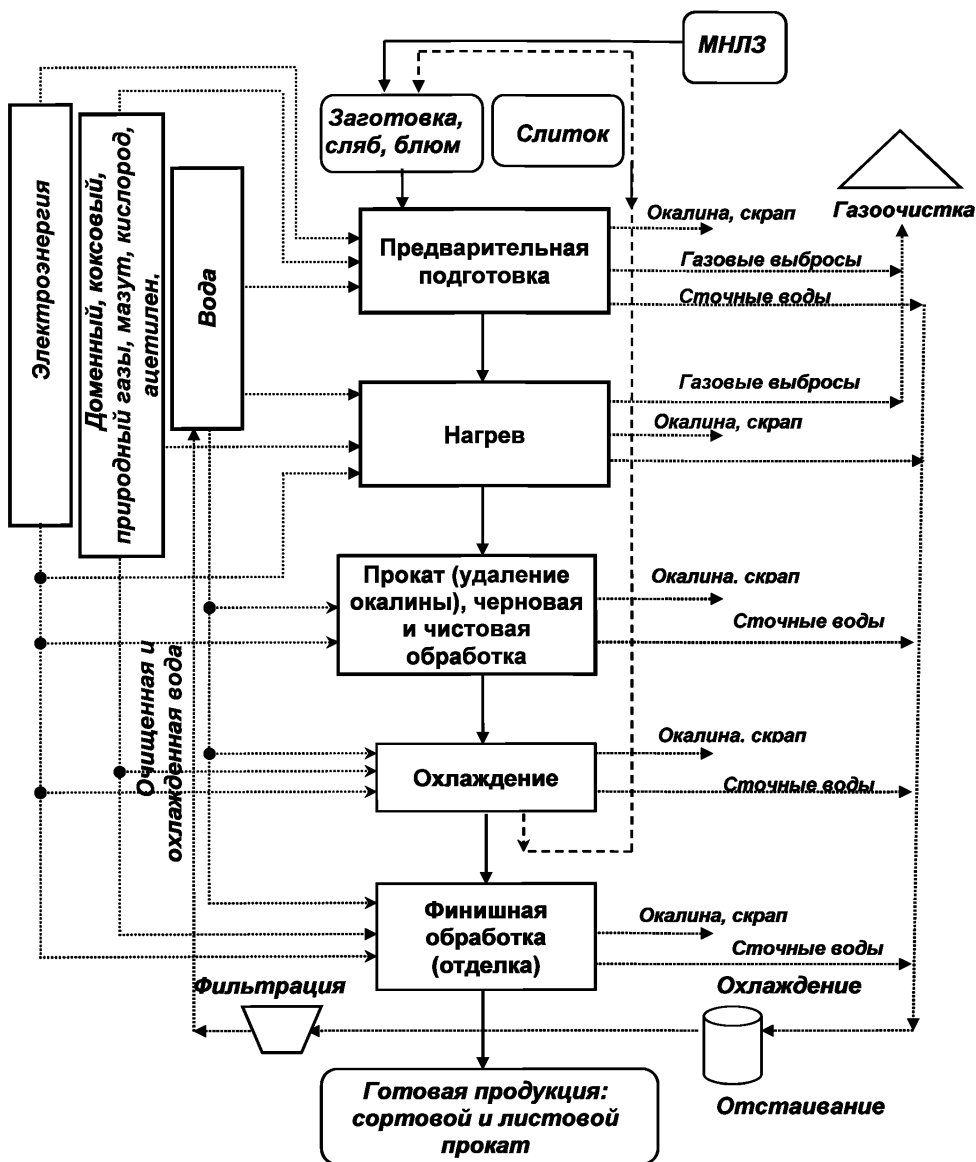 МНЛЗ
Заготовка,
сляб, блюм
Слиток
Газоочистка
Электроэнергия
Доменный, коксовый,
природный газы, мазут, кислород,
ацетилен.
Вода
Предварительная
подготовка
Окалина, скрап
Газовые выбросы
Сточные воды
Нагрев
Газовые выбросы
Окалина, скрап
Прокат (удаление
окалины), черновая
и чистовая
обработка
Окалина. скрап
Сточные воды
Очищенная и
охлажденная вода
Охлаждение
Окалина. скрап
Сточные воды
Финишная
обработка
(отделка)
Окалина, скрап
Сточные воды
Фильтрация
Охлаждение
Отстаивание
Готовая продукция:
сортовой и листовой
прокат